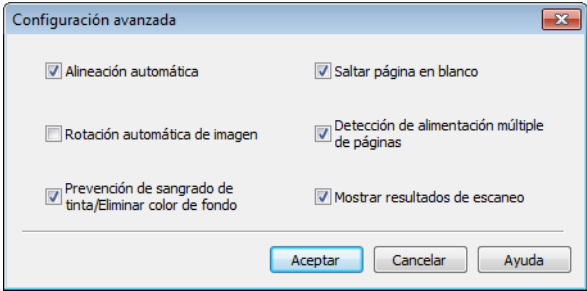 Configuración avanzada
Alineación automática
Saltar página en blanco
Rotación automática de imagen
Detección de alimentación múltiple
de páginas
Prevención de sangrado de
tinta/Eliminar color de fondo
Mostrar resultados de escaneo
Aceptar
Cancelar
Ayuda